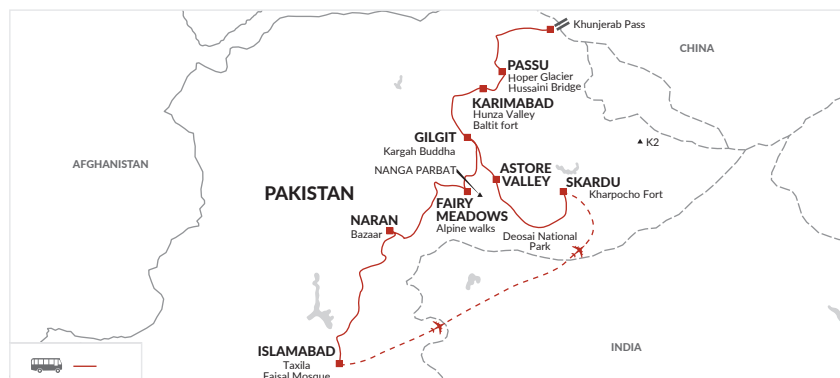 Khunjerab Pass
CHINA
PASSU
Hoper Glacier
Hussaini Bridge
KARIMABAD
Hunza Valley
Baltit fort
GILGIT
Kargah Buddha
K2
AFGHANISTAN
NANGA PARBAT
ASTORE
VALLEY
SKARDU
Kharpocho Fort
PAKISTAN
FAIRY
MEADOWS
Alpine walks
NARAN
Bazaar
Deosai National
Park
INDIA
ISLAMABAD
Taxila
Faisal Mosque